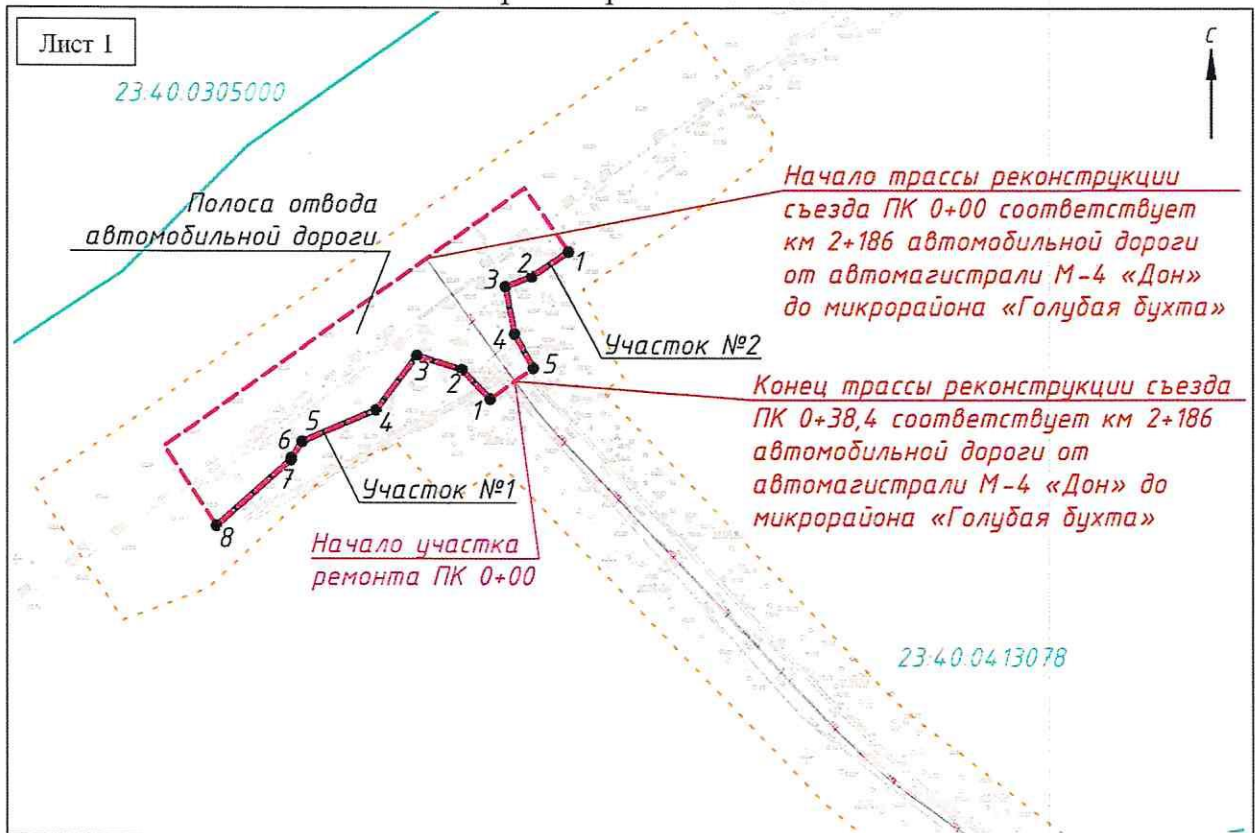 Лист 1
С
23:40:0305000
Полоса отвода
автомобильной дороги
Начало трассы реконструкции
съезда ПК 0+00 соответствует
км 2+186 автомобильной дороги
от автомагистрали М-4 «Дон»
до микрорайона «Голубая бухта»
1
2
3
4
5
Участок №2
Конец трассы реконструкции съезда
ПК 0+38,4 соответствует км 2+186
автомобильной дороги от
автомагистрали М-4 «Дон» до
микрорайона «Голубая бухта»
1
2
3
4
5
6
7
8
Участок №1
Начало участка
ремонта ПК 0+00
23:40:0413078